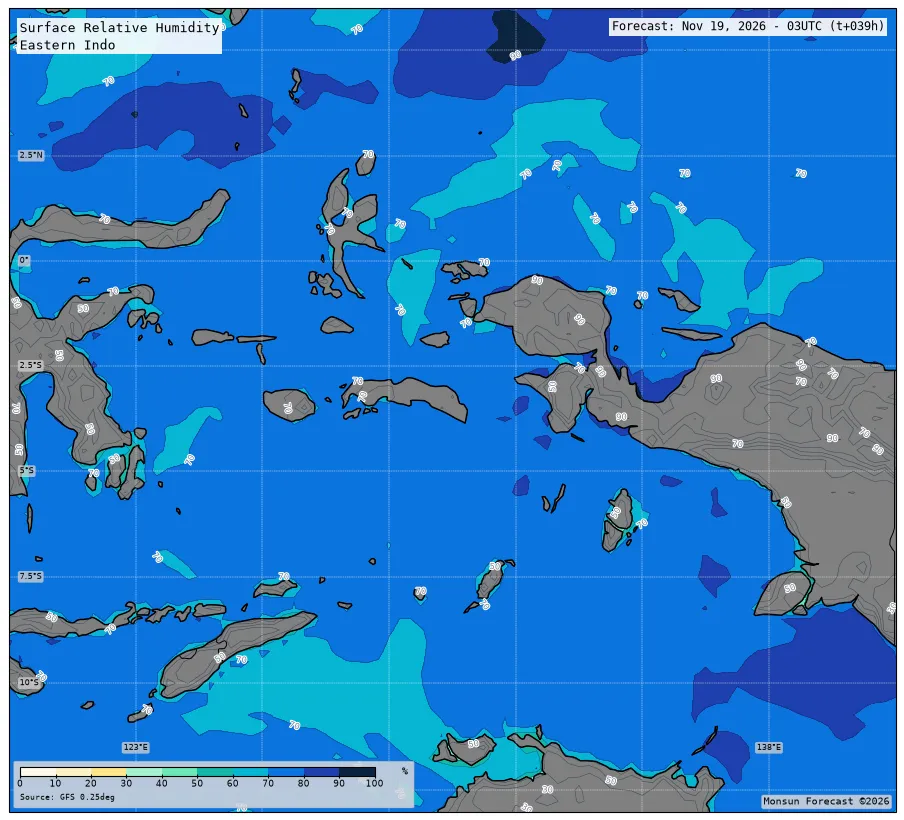 Surface Relative Humidity
Eastern Indo
Forecast: Nov 19, 2026 - 03UTC (t+039h)
2.5°N
0°
2.5°S
5°S
7.5°S
10°S
123°E
138°E
0 10 20 30 40 50 60 70 80 90 100 %
Source: GFS 0.25deg
Monsun Forecast ©2026